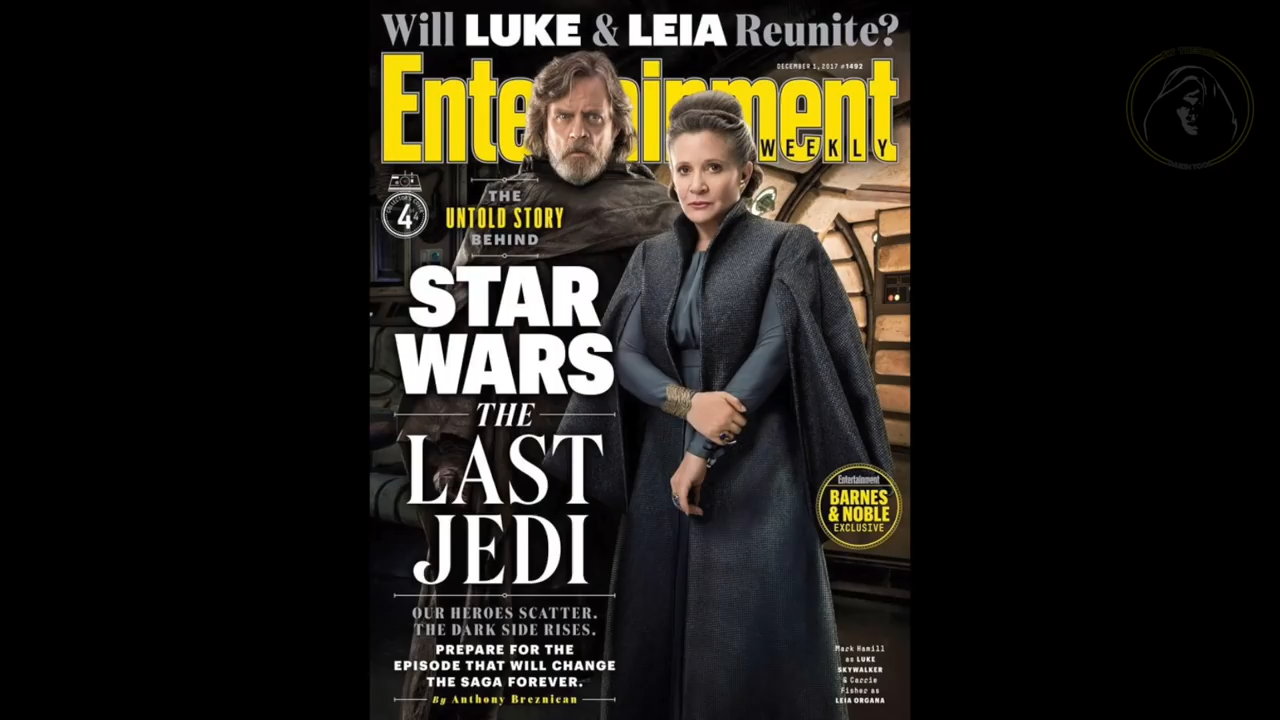 Will LUKE & LEIA Reunite?
DECEMBER 1, 2017 #1492
Entertainment
WEEKLY
4
THE
UNTOLD STORY
BEHIND
STAR
WARS
THE
LAST
JEDI
OUR HEROES SCATTER.
THE DARK SIDE RISES.
PREPARE FOR THE
EPISODE THAT WILL CHANGE
THE SAGA FOREVER.
By Anthony Breznican
Entertainment
BARNES
& NOBLE
EXCLUSIVE
Mark Hamill
as LUKE
SKYWALKER
& Carrie
Fisher as
LEIA ORGANA